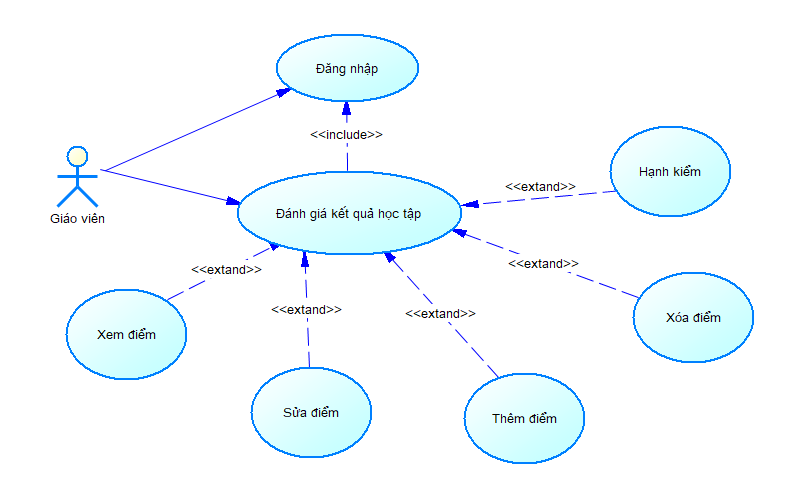 Đăng nhập
<<include>>
Hạnh kiểm
<<extand>>
Giáo viên
Đánh giá kết quả học tập
<<extand>>
<<extand>>
<<extand>>
<<extand>>
Xem điểm
Xóa điểm
Sửa điểm
Thêm điểm